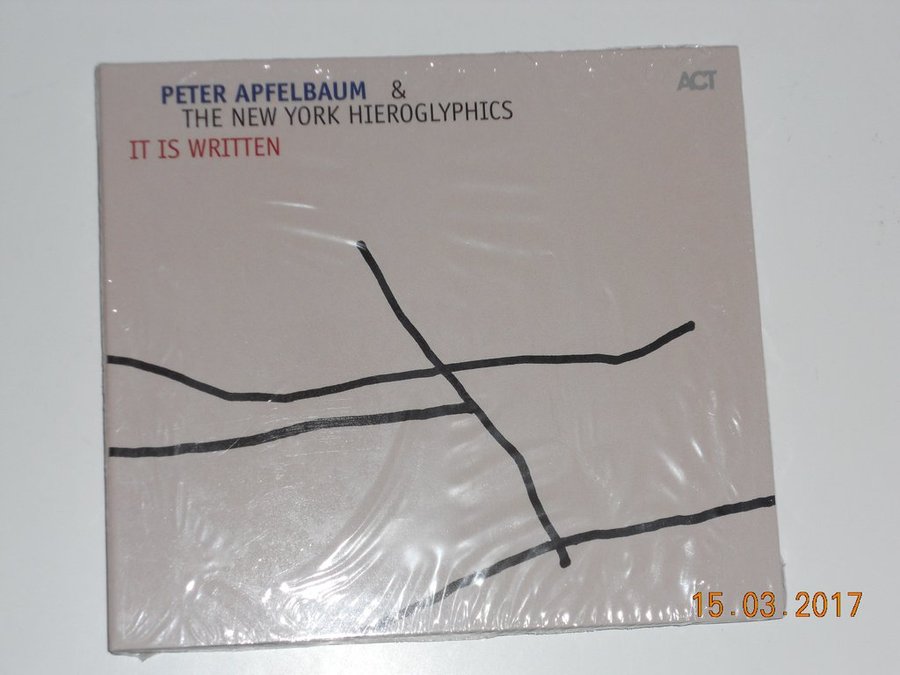 PETER APFELBAUM &
THE NEW YORK HIEROGLYPHICS
IT IS WRITTEN
ACT
15.03.2017